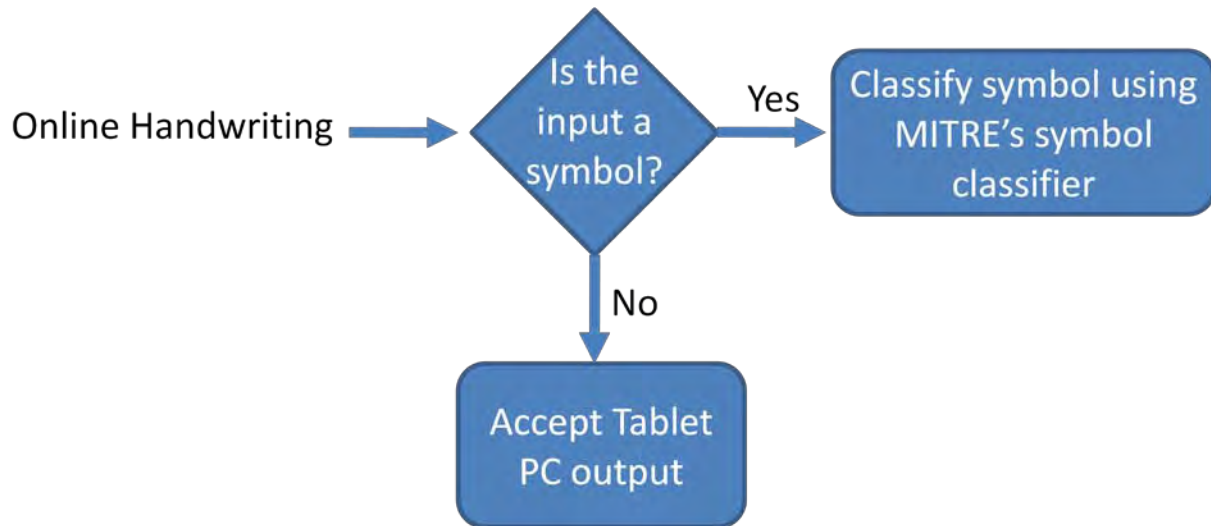 Online Handwriting
Is the
input a
symbol?
Yes
Classify symbol using
MITRE’s symbol
classifier
No
Accept Tablet
PC output